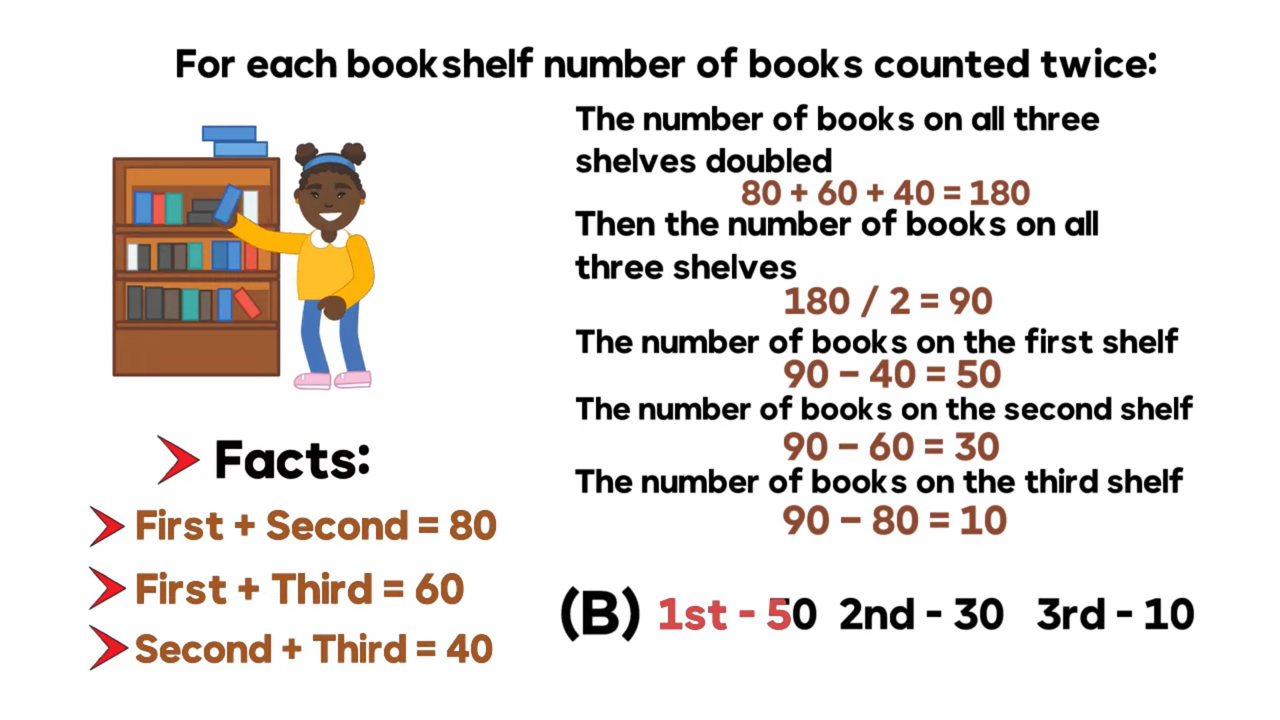 For each bookshelf number of books counted twice:
The number of books on all three
shelves doubled
80 + 60 + 40 = 180
Then the number of books on all
three shelves
180 / 2 = 90
The number of books on the first shelf
90 – 40 = 50
The number of books on the second shelf
90 – 60 = 30
The number of books on the third shelf
90 – 80 = 10
Facts:
First + Second = 80
First + Third = 60
Second + Third = 40
(B) 1st - 50 2nd - 30 3rd - 10